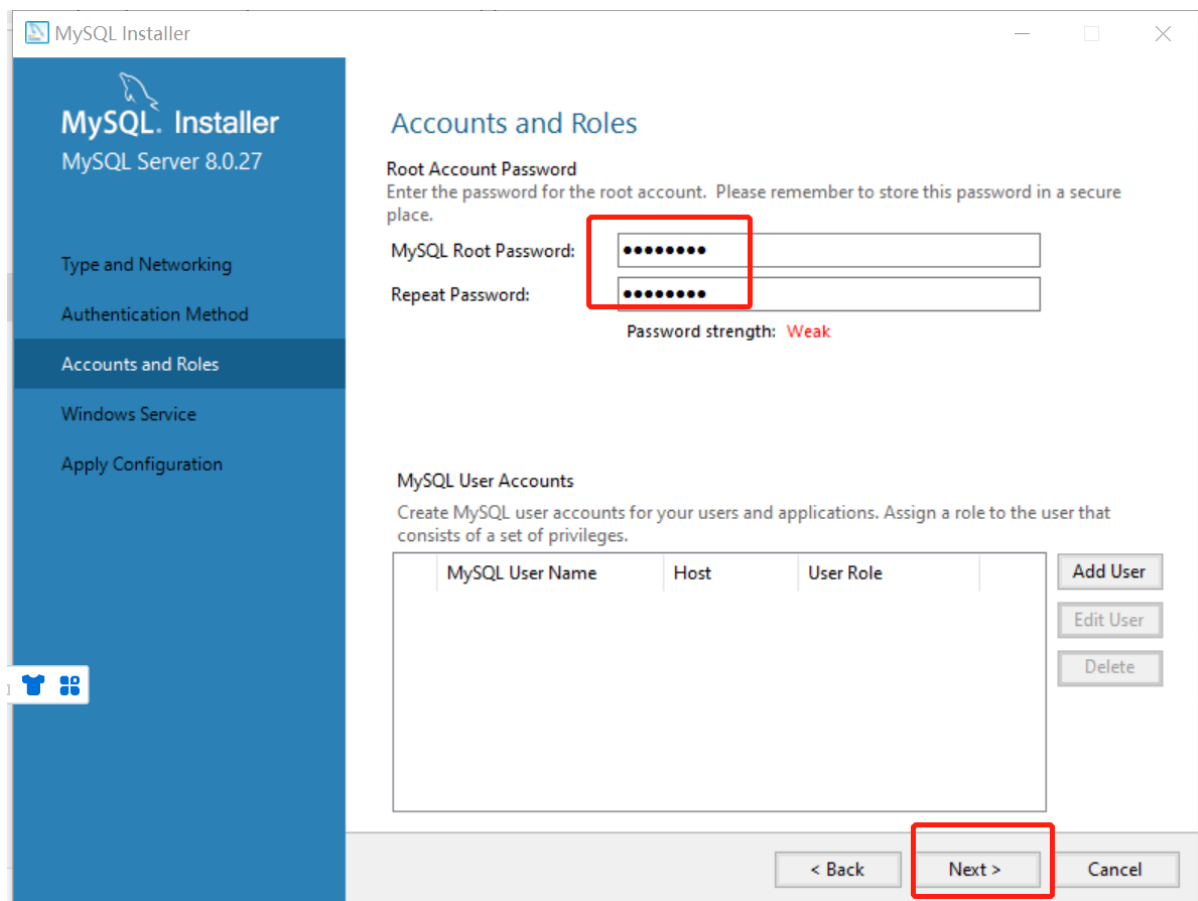 MySQL Installer
MySQL. Installer
MySQL Server 8.0.27
Type and Networking
Authentication Method
Accounts and Roles
Windows Service
Apply Configuration
Accounts and Roles
Root Account Password
Enter the password for the root account. Please remember to store this password in a secure
place.
MySQL Root Password: ●●●●●●●●
Repeat Password: ●●●●●●●●
Password strength: Weak
MySQL User Accounts
Create MySQL user accounts for your users and applications. Assign a role to the user that
consists of a set of privileges.
MySQL User Name Host User Role
Add User
Edit User
Delete
< Back Next > Cancel